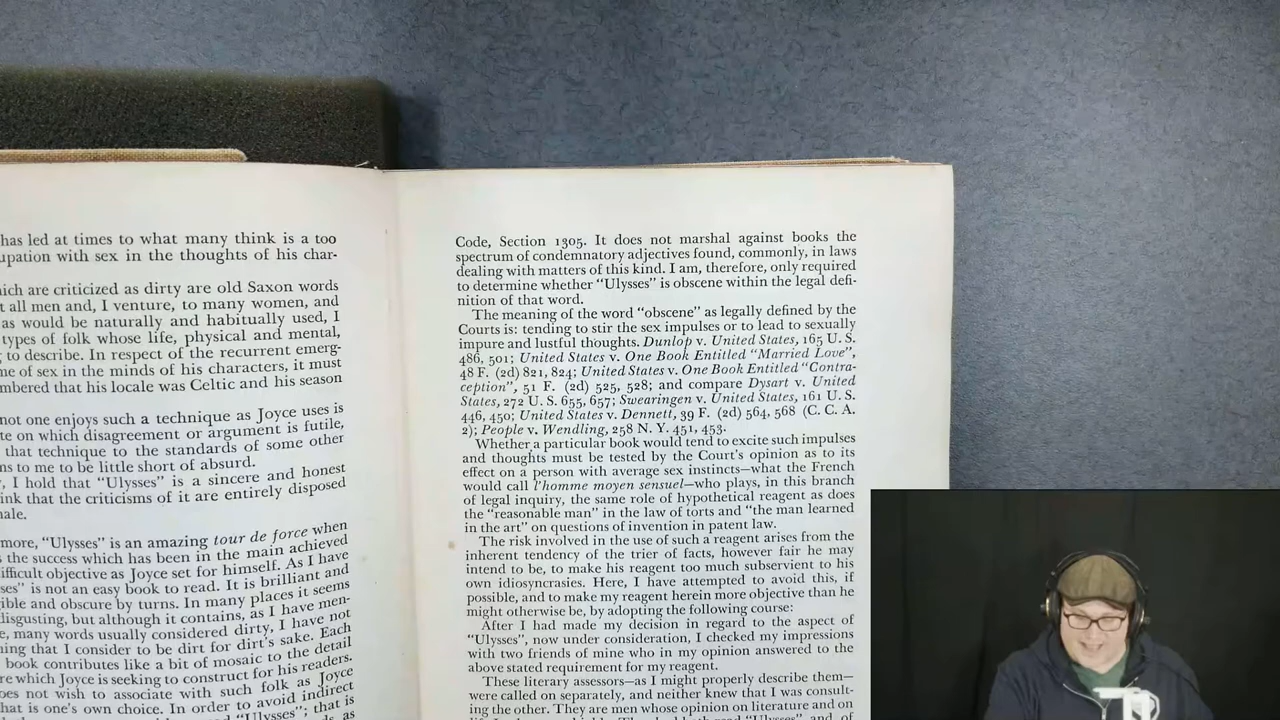 has led at times to what many think is a too
upation with sex in the thoughts of his char-
hich are criticized as dirty are old Saxon words
t all men and, I venture, to many women, and
as would be naturally and habitually used, I
types of folk whose life, physical and mental,
to describe. In respect of the recurrent emerg-
me of sex in the minds of his characters, it must
mbered that his locale was Celtic and his season
not one enjoys such a technique as Joyce uses is
te on which disagreement or argument is futile,
that technique to the standards of some other
ns to me to be little short of absurd.
, I hold that "Ulysses" is a sincere and honest
ink that the criticisms of it are entirely disposed
nale.
more, "Ulysses" is an amazing tour de force when
s the success which has been in the main achieved
ifficult objective as Joyce set for himself. As I have
ses" is not an easy book to read. It is brilliant and
gible and obscure by turns. In many places it seems
disgusting, but although it contains, as I have men-
e, many words usually considered dirty, I have not
ning that I consider to be dirt for dirt's sake. Each
book contributes like a bit of mosaic to the detail
re which Joyce is seeking to construct for his readers.
oes not wish to associate with such folk as Joyce
hat is one's own choice. In order to avoid indirect
"Ulysses"; that is
as
Code, Section 1305. It does not marshal against books the
spectrum of condemnatory adjectives found, commonly, in laws
dealing with matters of this kind. I am, therefore, only required
to determine whether "Ulysses" is obscene within the legal defi-
nition of that word.
The meaning of the word "obscene" as legally defined by the
Courts is: tending to stir the sex impulses or to lead to sexually
impure and lustful thoughts. Dunlop v. United States, 165 U. S.
486, 501; United States v. One Book Entitled "Married Love",
48 F. (2d) 821, 824; United States v. One Book Entitled "Contra-
ception", 51 F. (2d) 525, 528; and compare Dysart v. United
States, 272 U. S. 655, 657; Swearingen v. United States, 161 U. S.
446, 450; United States v. Dennett, 39 F. (2d) 564, 568 (C. C. A.
2); People v. Wendling, 258 N. Y. 451, 453.
Whether a particular book would tend to excite such impulses
and thoughts must be tested by the Court's opinion as to its
effect on a person with average sex instincts—what the French
would call l'homme moyen sensuel—who plays, in this branch
of legal inquiry, the same role of hypothetical reagent as does
the "reasonable man" in the law of torts and "the man learned
in the art" on questions of invention in patent law.
The risk involved in the use of such a reagent arises from the
inherent tendency of the trier of facts, however fair he may
intend to be, to make his reagent too much subservient to his
own idiosyncrasies. Here, I have attempted to avoid this, if
possible, and to make my reagent herein more objective than he
might otherwise be, by adopting the following course:
After I had made my decision in regard to the aspect of
"Ulysses", now under consideration, I checked my impressions
with two friends of mine who in my opinion answered to the
above stated requirement for my reagent.
These literary assessors—as I might properly describe them—
were called on separately, and neither knew that I was consult-
ing the other. They are men whose opinion on literature and on